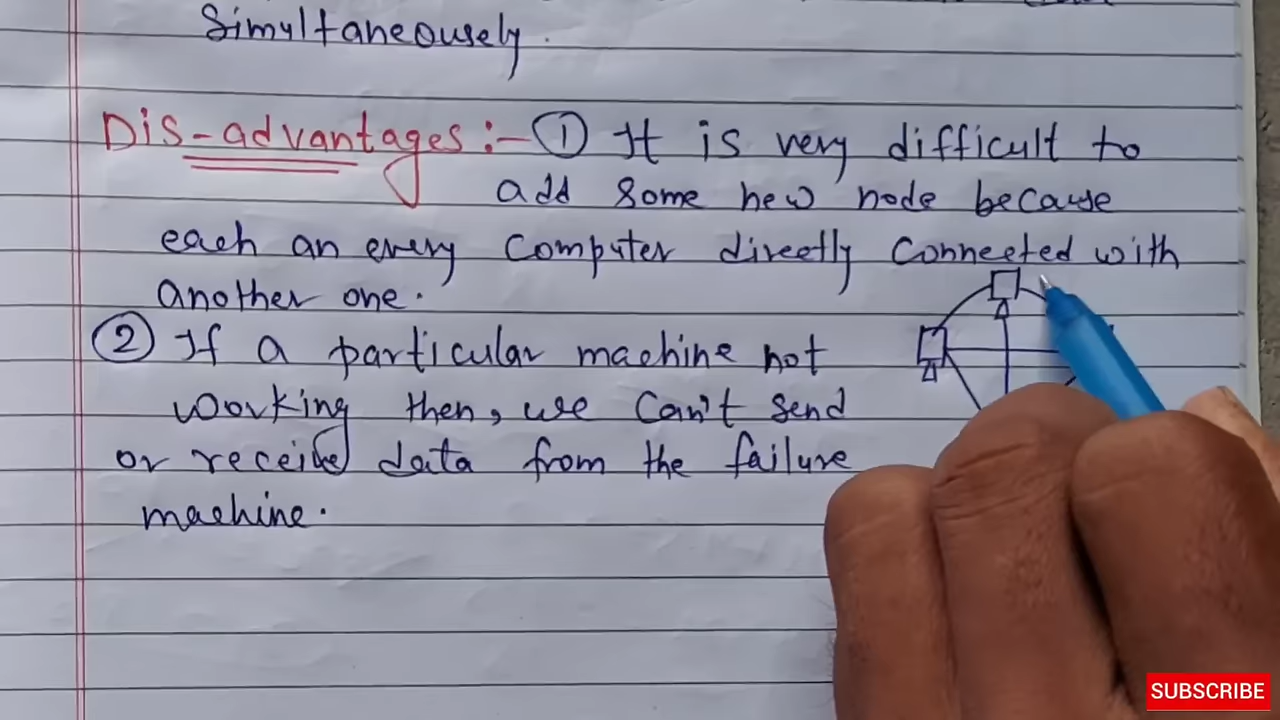 Simultaneousely.
Dis-advantages :- ① It is very difficult to
add some new node because
each an every computer directly connected with
another one.
② If a particular machine not
working then, we can't send
or receive data from the failure
machine.
SUBSCRIBE